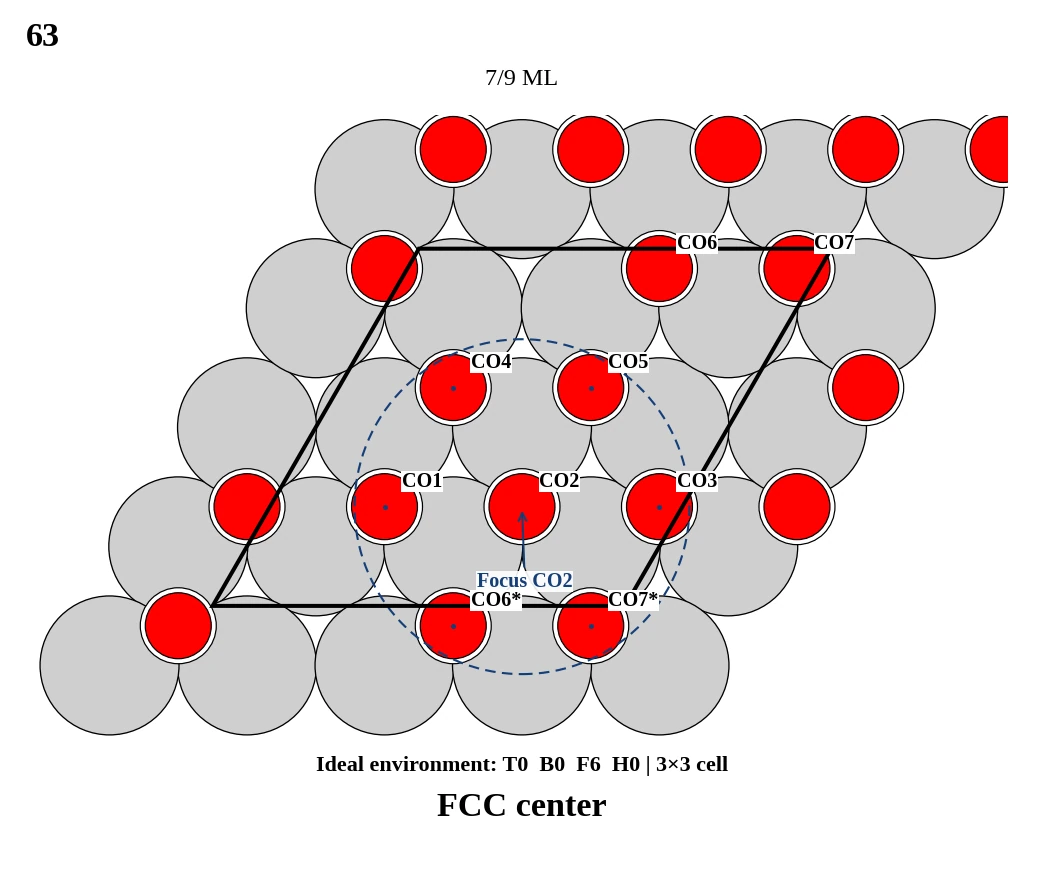 63
7/9 ML
CO6 CO7
CO4 CO5
CO1 CO2 CO3
Focus CO2
CO6* CO7*
Ideal environment: T0 B0 F6 H0 | 3×3 cell
FCC center